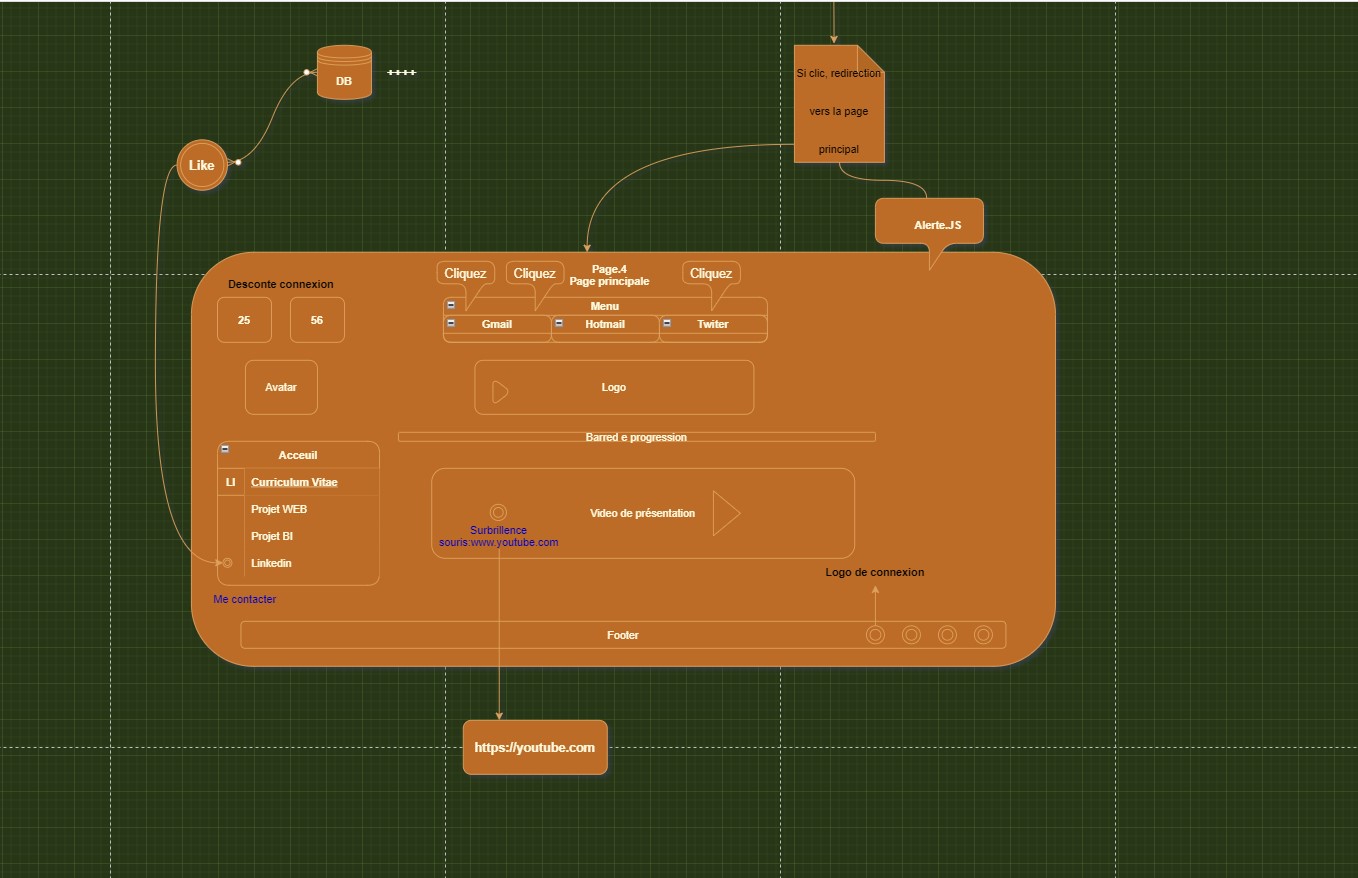 DB
Si clic, redirection
vers la page
principal
Like
Alerte.JS
Page.4
Page principale
Cliquez
Cliquez
Cliquez
Desconte connexion
25
56
Menu
Gmail
Hotmail
Twiter
Avatar
Logo
Barred e progression
Acceuil
LI
Curriculum Vitae
Projet WEB
Projet BI
Linkedin
Video de présentation
Surbrillence
souris:www.youtube.com
Logo de connexion
Me contacter
Footer
https://youtube.com